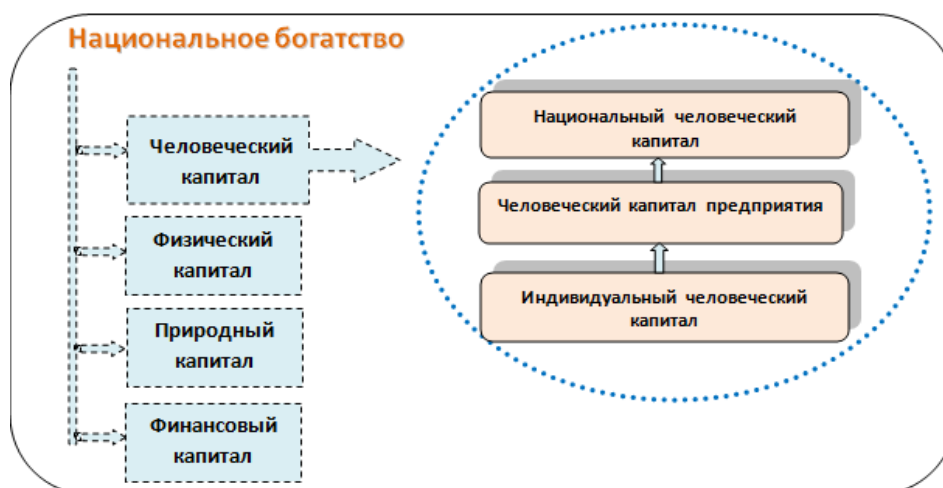 Национальное богатство
Человеческий
капитал
Физический
капитал
Природный
капитал
Финансовый
капитал
Национальный человеческий
капитал
Человеческий капитал предприятия
Индивидуальный человеческий
капитал